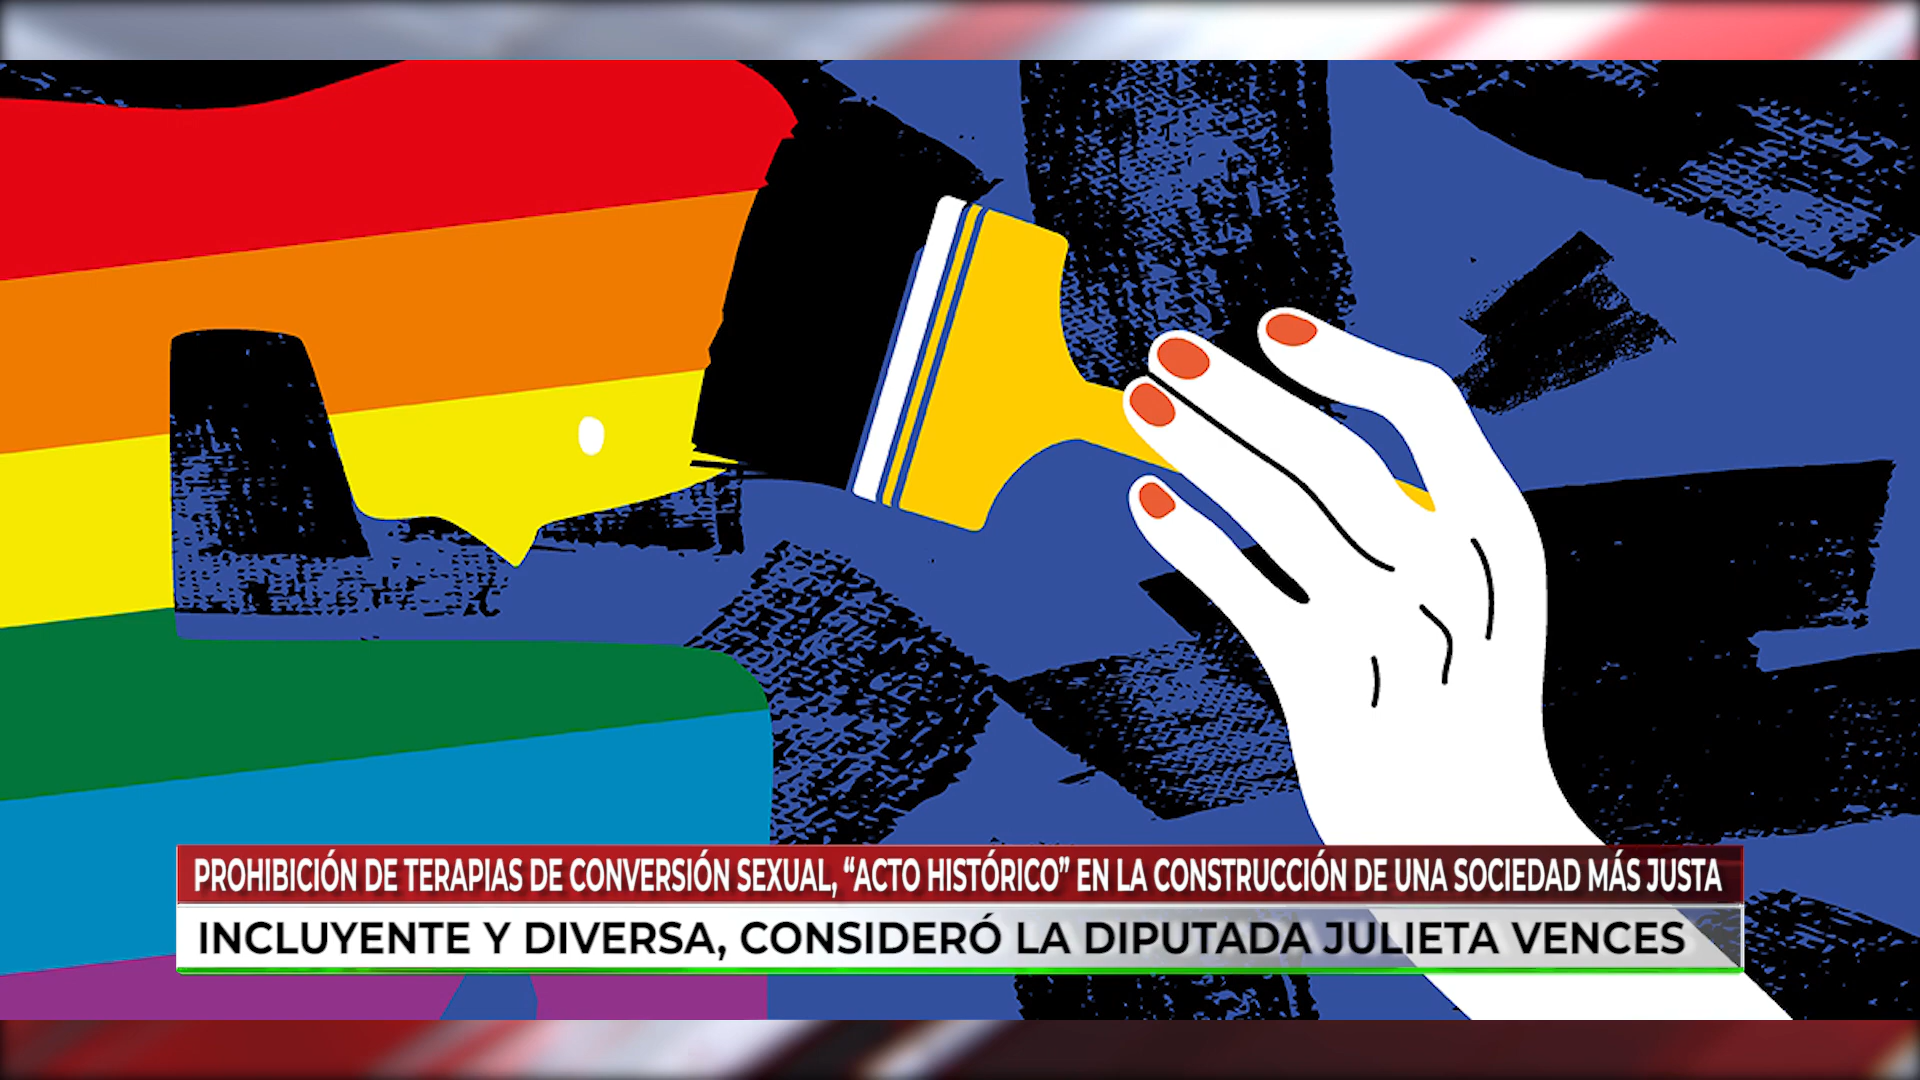 PROHIBICIÓN DE TERAPIAS DE CONVERSIÓN SEXUAL, “ACTO HISTÓRICO” EN LA CONSTRUCCIÓN DE UNA SOCIEDAD MÁS JUSTA
INCLUYENTE Y DIVERSA, CONSIDERÓ LA DIPUTADA JULIETA VENCES